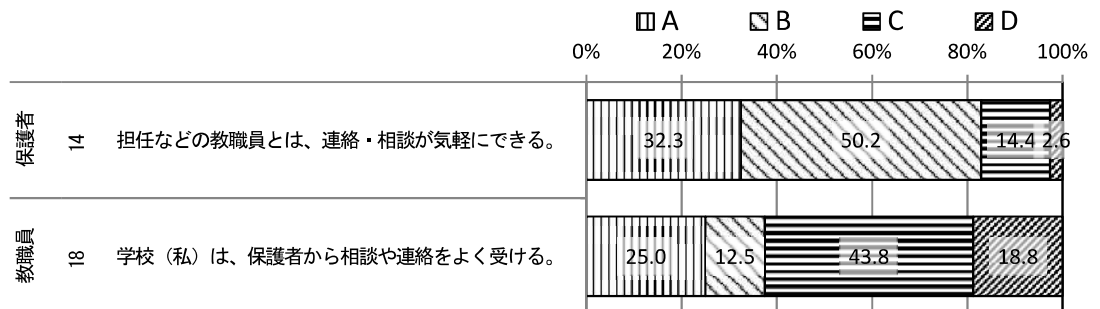 A B C D
0% 20% 40% 60% 80% 100%
保護者 14 担任などの教職員とは、連絡・相談が気軽にできる。 32.3 50.2 14.4 2.6
教職員 18 学校（私）は、保護者から相談や連絡をよく受ける。 25.0 12.5 43.8 18.8